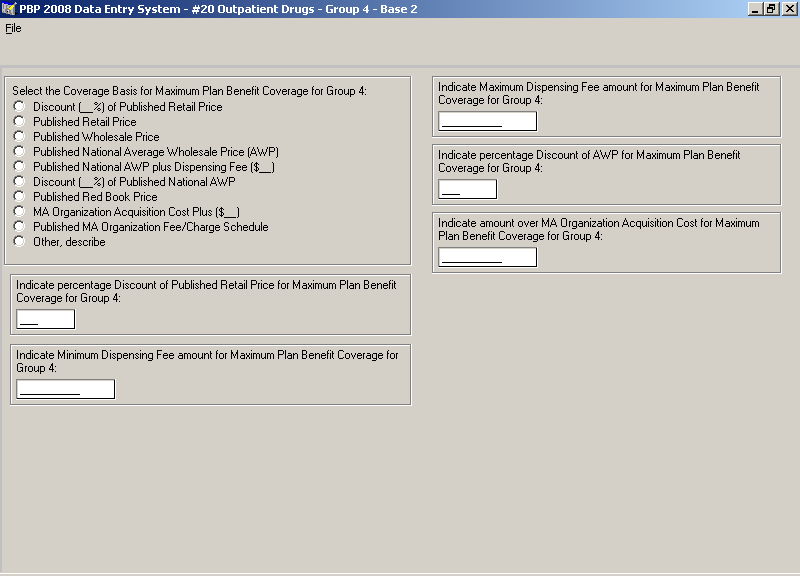 PBP 2008 Data Entry System - #20 Outpatient Drugs - Group 4 - Base 2
File
Select the Coverage Basis for Maximum Plan Benefit Coverage for Group 4:
Discount (__%) of Published Retail Price
Published Retail Price
Published Wholesale Price
Published National Average Wholesale Price (AWP)
Published National AWP plus Dispensing Fee ($__)
Discount (__%) of Published National AWP
Published Red Book Price
MA Organization Acquisition Cost Plus ($__)
Published MA Organization Fee/Charge Schedule
Other, describe
Indicate percentage Discount of Published Retail Price for Maximum Plan Benefit
Coverage for Group 4:
Indicate Minimum Dispensing Fee amount for Maximum Plan Benefit Coverage for
Group 4:
Indicate Maximum Dispensing Fee amount for Maximum Plan Benefit
Coverage for Group 4:
Indicate percentage Discount of AWP for Maximum Plan Benefit
Coverage for Group 4:
Indicate amount over MA Organization Acquisition Cost for Maximum
Plan Benefit Coverage for Group 4: